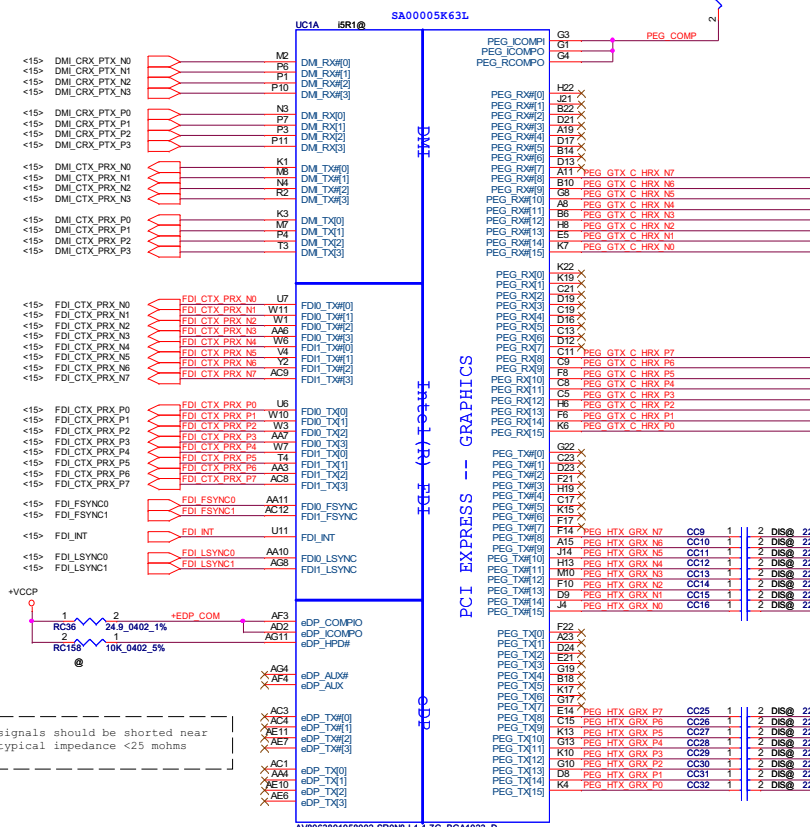 SA00005K63L
UC1A i5R1@
2
<15> DMI_CRX_PTX_N0 M2 DMI_RX#[0]
<15> DMI_CRX_PTX_N1 P6 DMI_RX#[1]
<15> DMI_CRX_PTX_N2 P1 DMI_RX#[2]
<15> DMI_CRX_PTX_N3 P10 DMI_RX#[3]
<15> DMI_CRX_PTX_P0 N3 DMI_RX[0]
<15> DMI_CRX_PTX_P1 P7 DMI_RX[1]
<15> DMI_CRX_PTX_P2 P3 DMI_RX[2]
<15> DMI_CRX_PTX_P3 P11 DMI_RX[3]
<15> DMI_CTX_PRX_N0 K1 DMI_TX#[0]
<15> DMI_CTX_PRX_N1 M8 DMI_TX#[1]
<15> DMI_CTX_PRX_N2 N4 DMI_TX#[2]
<15> DMI_CTX_PRX_N3 R2 DMI_TX#[3]
<15> DMI_CTX_PRX_P0 K3 DMI_TX[0]
<15> DMI_CTX_PRX_P1 M7 DMI_TX[1]
<15> DMI_CTX_PRX_P2 P4 DMI_TX[2]
<15> DMI_CTX_PRX_P3 T3 DMI_TX[3]
DMI
<15> FDI_CTX_PRX_N0 FDI_CTX_PRX_N0 U7 FDI0_TX#[0]
<15> FDI_CTX_PRX_N1 FDI_CTX_PRX_N1 W11 FDI0_TX#[1]
<15> FDI_CTX_PRX_N2 FDI_CTX_PRX_N2 W1 FDI0_TX#[2]
<15> FDI_CTX_PRX_N3 FDI_CTX_PRX_N3 AA6 FDI0_TX#[3]
<15> FDI_CTX_PRX_N4 FDI_CTX_PRX_N4 W6 FDI1_TX#[0]
<15> FDI_CTX_PRX_N5 FDI_CTX_PRX_N5 V4 FDI1_TX#[1]
<15> FDI_CTX_PRX_N6 FDI_CTX_PRX_N6 Y2 FDI1_TX#[2]
<15> FDI_CTX_PRX_N7 FDI_CTX_PRX_N7 AC9 FDI1_TX#[3]
<15> FDI_CTX_PRX_P0 FDI_CTX_PRX_P0 U6 FDI0_TX[0]
<15> FDI_CTX_PRX_P1 FDI_CTX_PRX_P1 W10 FDI0_TX[1]
<15> FDI_CTX_PRX_P2 FDI_CTX_PRX_P2 W3 FDI0_TX[2]
<15> FDI_CTX_PRX_P3 FDI_CTX_PRX_P3 AA7 FDI0_TX[3]
<15> FDI_CTX_PRX_P4 FDI_CTX_PRX_P4 W7 FDI1_TX[0]
<15> FDI_CTX_PRX_P5 FDI_CTX_PRX_P5 T4 FDI1_TX[1]
<15> FDI_CTX_PRX_P6 FDI_CTX_PRX_P6 AA3 FDI1_TX[2]
<15> FDI_CTX_PRX_P7 FDI_CTX_PRX_P7 AC8 FDI1_TX[3]
<15> FDI_FSYNC0 FDI_FSYNC0 AA11 FDI0_FSYNC
<15> FDI_FSYNC1 FDI_FSYNC1 AC12 FDI1_FSYNC
<15> FDI_INT FDI_INT U11 FDI_INT
<15> FDI_LSYNC0 FDI_LSYNC0 AA10 FDI0_LSYNC
<15> FDI_LSYNC1 FDI_LSYNC1 AG8 FDI1_LSYNC
Intel(R) FDI
+VCCP
1 2 +EDP_COM AF3 eDP_COMPIO
RC36 24.9_0402_1% AD2 eDP_ICOMPO
2 1 AG11 eDP_HPD#
RC158 10K_0402_5%
@
AG4 eDP_AUX#
AF4 eDP_AUX
AC3 eDP_TX#[0]
AC4 eDP_TX#[1]
AE11 eDP_TX#[2]
AE7 eDP_TX#[3]
AC1 eDP_TX[0]
AA4 eDP_TX[1]
AE10 eDP_TX[2]
AE6 eDP_TX[3]
eDP
signals should be shorted near
typical impedance <25 mohms
PCI EXPRESS -- GRAPHICS
PEG_ICOMPI G3 PEG_COMP
PEG_ICOMPO G1
PEG_RCOMPO G4
PEG_RX#[0] H22
PEG_RX#[1] J21
PEG_RX#[2] B22
PEG_RX#[3] D21
PEG_RX#[4] A19
PEG_RX#[5] D17
PEG_RX#[6] B14
PEG_RX#[7] D13
PEG_RX#[8] A11 PEG_GTX_C_HRX_N7
PEG_RX#[9] B10 PEG_GTX_C_HRX_N6
PEG_RX#[10] G8 PEG_GTX_C_HRX_N5
PEG_RX#[11] A8 PEG_GTX_C_HRX_N4
PEG_RX#[12] B6 PEG_GTX_C_HRX_N3
PEG_RX#[13] H8 PEG_GTX_C_HRX_N2
PEG_RX#[14] E5 PEG_GTX_C_HRX_N1
PEG_RX#[15] K7 PEG_GTX_C_HRX_N0
PEG_RX[0] K22
PEG_RX[1] K19
PEG_RX[2] C21
PEG_RX[3] D19
PEG_RX[4] C19
PEG_RX[5] D16
PEG_RX[6] C13
PEG_RX[7] D12
PEG_RX[8] C11 PEG_GTX_C_HRX_P7
PEG_RX[9] C9 PEG_GTX_C_HRX_P6
PEG_RX[10] F8 PEG_GTX_C_HRX_P5
PEG_RX[11] C8 PEG_GTX_C_HRX_P4
PEG_RX[12] C5 PEG_GTX_C_HRX_P3
PEG_RX[13] H6 PEG_GTX_C_HRX_P2
PEG_RX[14] F6 PEG_GTX_C_HRX_P1
PEG_RX[15] K6 PEG_GTX_C_HRX_P0
PEG_TX#[0] G22
PEG_TX#[1] C23
PEG_TX#[2] D23
PEG_TX#[3] F21
PEG_TX#[4] H19
PEG_TX#[5] C17
PEG_TX#[6] K15
PEG_TX#[7] F17
PEG_TX#[8] F14 PEG_HTX_GRX_N7 CC9 1 2 DIS@ 22
PEG_TX#[9] A15 PEG_HTX_GRX_N6 CC10 1 2 DIS@ 22
PEG_TX#[10] J14 PEG_HTX_GRX_N5 CC11 1 2 DIS@ 22
PEG_TX#[11] H13 PEG_HTX_GRX_N4 CC12 1 2 DIS@ 22
PEG_TX#[12] M10 PEG_HTX_GRX_N3 CC13 1 2 DIS@ 22
PEG_TX#[13] F10 PEG_HTX_GRX_N2 CC14 1 2 DIS@ 22
PEG_TX#[14] D9 PEG_HTX_GRX_N1 CC15 1 2 DIS@ 22
PEG_TX#[15] J4 PEG_HTX_GRX_N0 CC16 1 2 DIS@ 22
PEG_TX[0] F22
PEG_TX[1] A23
PEG_TX[2] D24
PEG_TX[3] E21
PEG_TX[4] G19
PEG_TX[5] B18
PEG_TX[6] K17
PEG_TX[7] G17
PEG_TX[8] E14 PEG_HTX_GRX_P7 CC25 1 2 DIS@ 22
PEG_TX[9] C15 PEG_HTX_GRX_P6 CC26 1 2 DIS@ 22
PEG_TX[10] K13 PEG_HTX_GRX_P5 CC27 1 2 DIS@ 22
PEG_TX[11] G13 PEG_HTX_GRX_P4 CC28 1 2 DIS@ 22
PEG_TX[12] K10 PEG_HTX_GRX_P3 CC29 1 2 DIS@ 22
PEG_TX[13] G10 PEG_HTX_GRX_P2 CC30 1 2 DIS@ 22
PEG_TX[14] D8 PEG_HTX_GRX_P1 CC31 1 2 DIS@ 22
PEG_TX[15] K4 PEG_HTX_GRX_P0 CC32 1 2 DIS@ 22